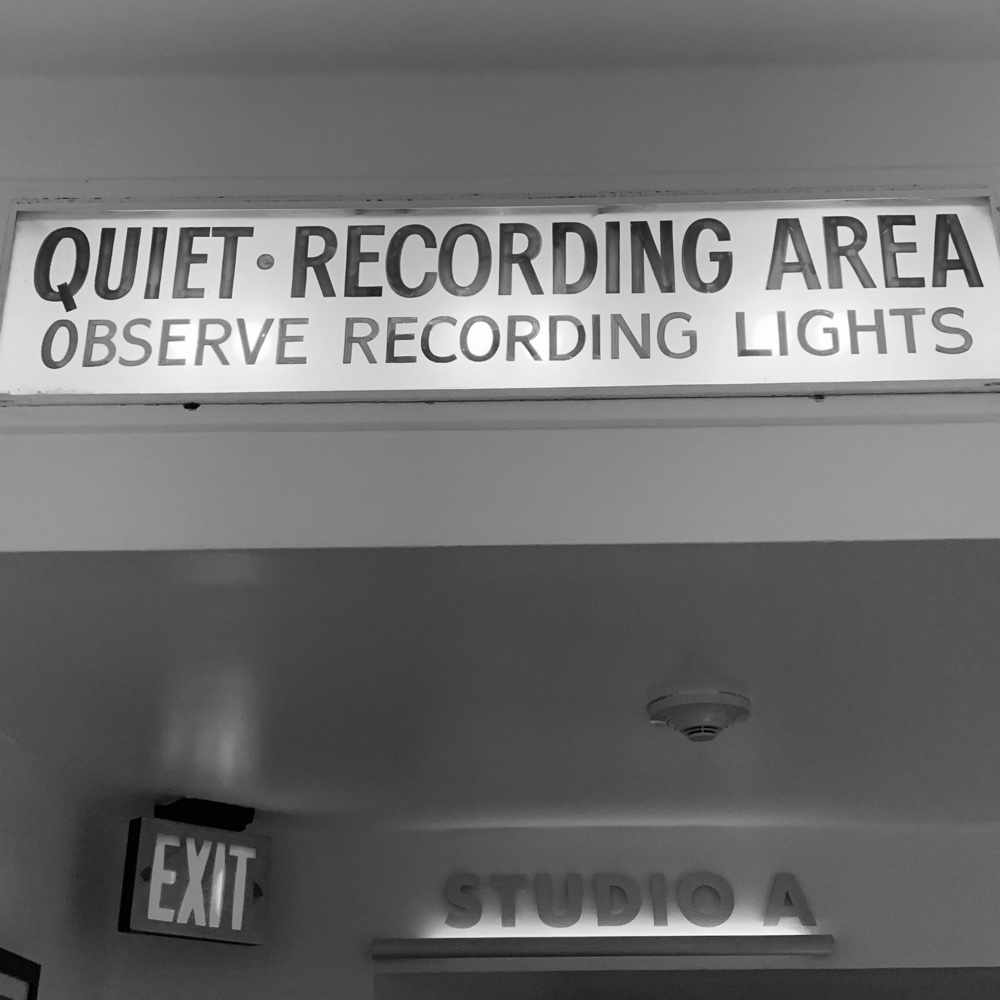 QUIET · RECORDING AREA
OBSERVE RECORDING LIGHTS
EXIT
STUDIO A